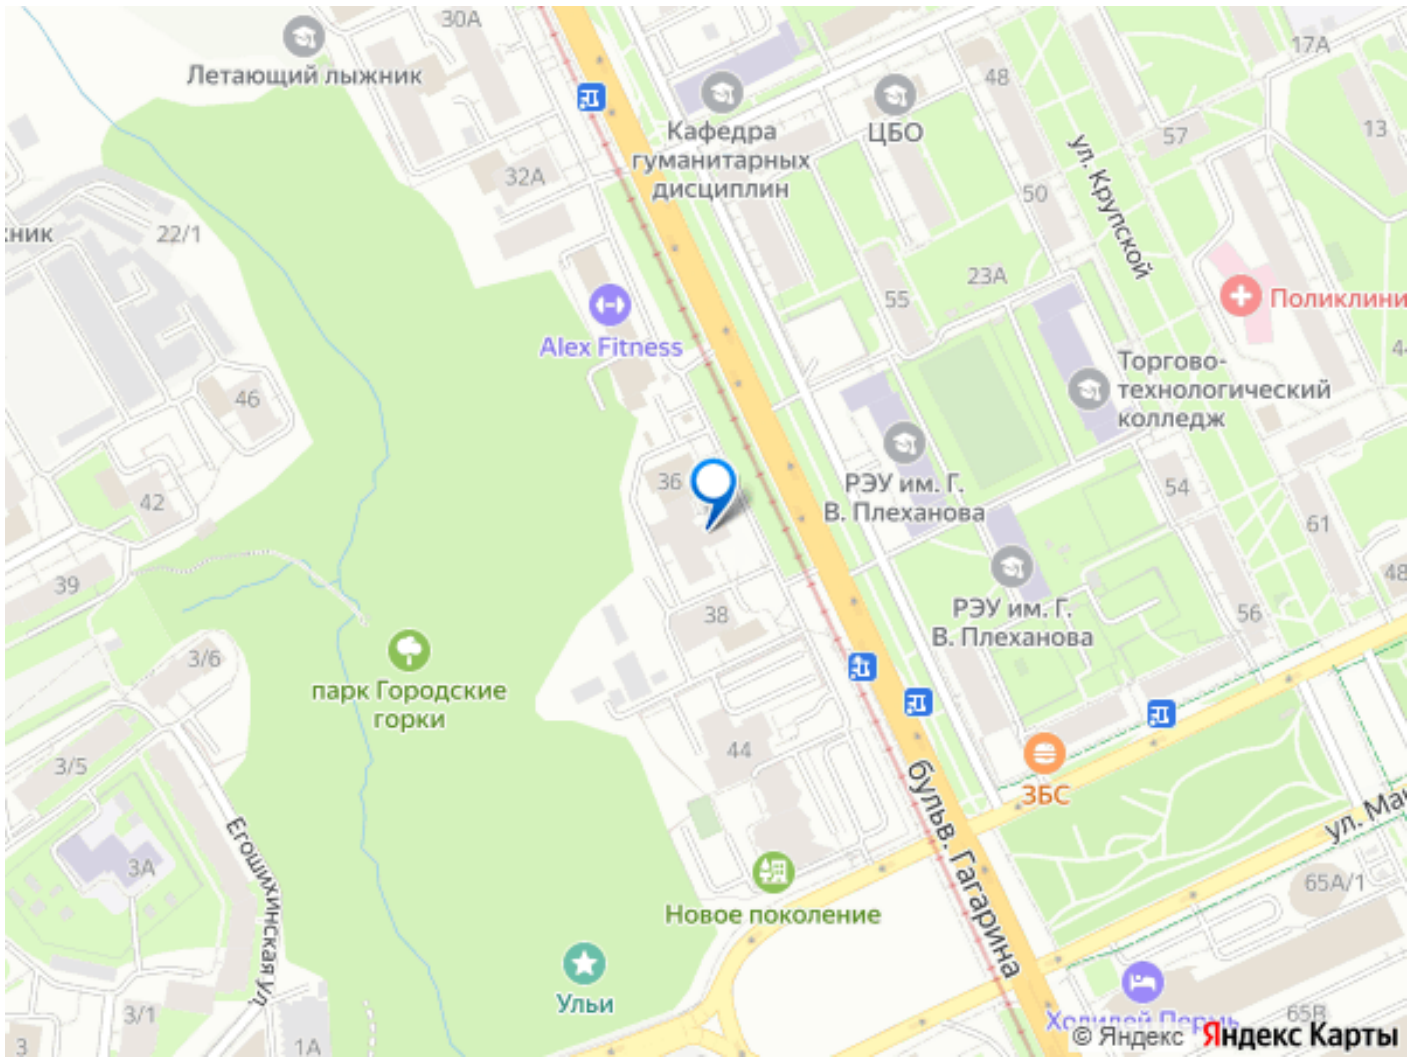 30А
Летающий лыжник
17А
48
Кафедра
гуманитарных
дисциплин
ЦБО
57
13
32А
50
ул. Крупской
22/1
23А
55
Поликлини
Alex Fitness
Торгово-
технологический
колледж
46
36
РЭУ им. Г.
В. Плеханова
54
42
61
39
38
РЭУ им. Г.
В. Плеханова
56
48
3/6
парк Городские
горки
44
3/5
ЗБС
бульв. Гагарина
ул. Ма
3А
Егошихинская ул.
65А/1
Новое поколение
Ульи
3/1
Холидей Пермь
65В
3
1А
© Яндекс Яндекс Карты